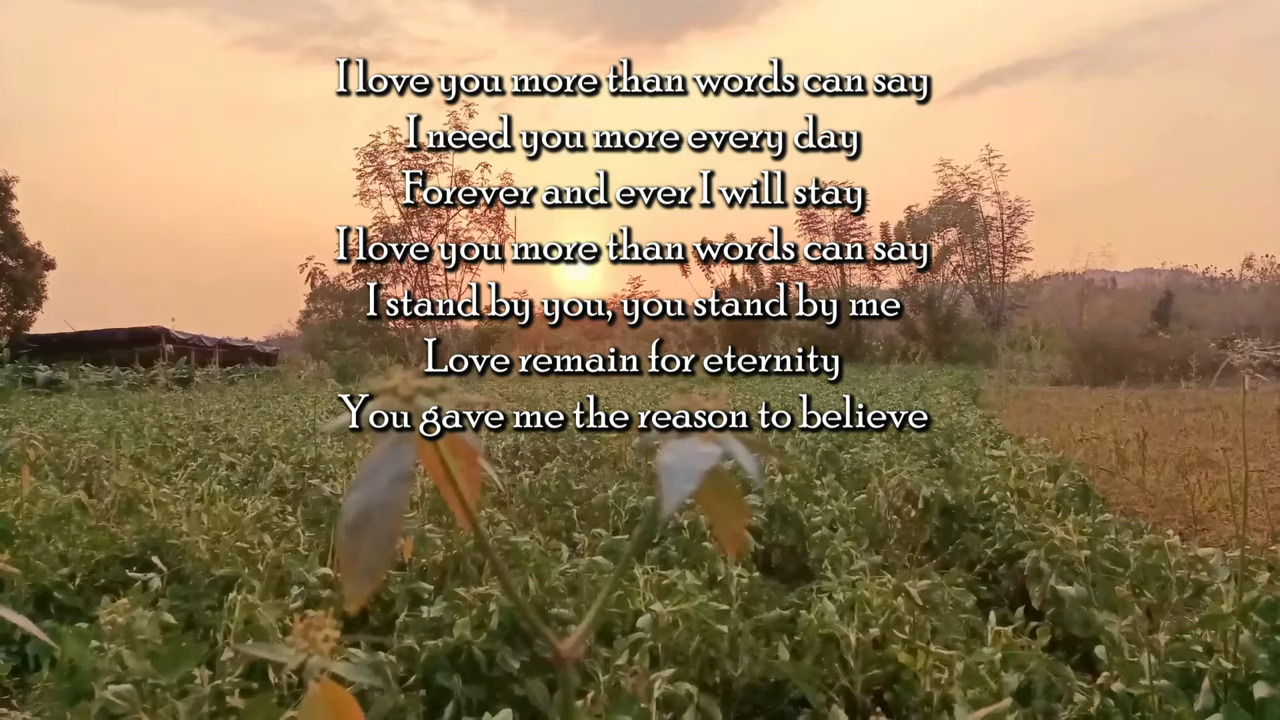 I love you more than words can say
I need you more every day
Forever and ever I will stay
I love you more than words can say
I stand by you, you stand by me
Love remain for eternity
You gave me the reason to believe